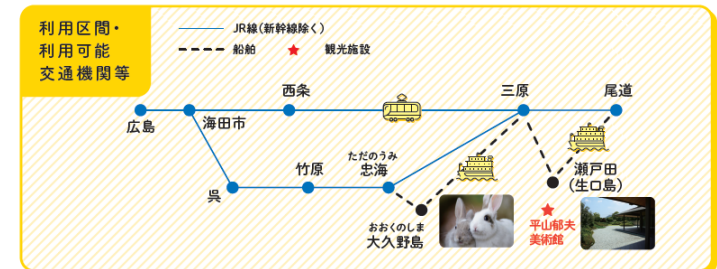 利用区間・
利用可能
交通機関等
JR線(新幹線除く)
船舶 ★ 観光施設
西条
三原
尾道
広島
海田市
竹原
ただのうみ
忠海
呉
瀬戸田
(生口島)
おおくのしま
大久野島
★
平山郁夫
美術館